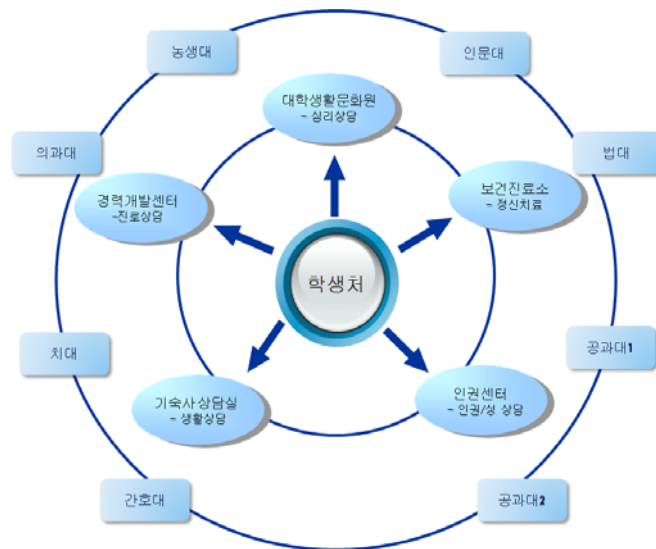 농생대
인문대
대학생활문화원
- 심리상담
의과대
법대
경력개발센터
-진로상담
보건진료소
- 정신치료
학생처
치대
공과대1
기숙사 상담실
- 생활상담
인권센터
- 인권/성 상담
간호대
공과대2